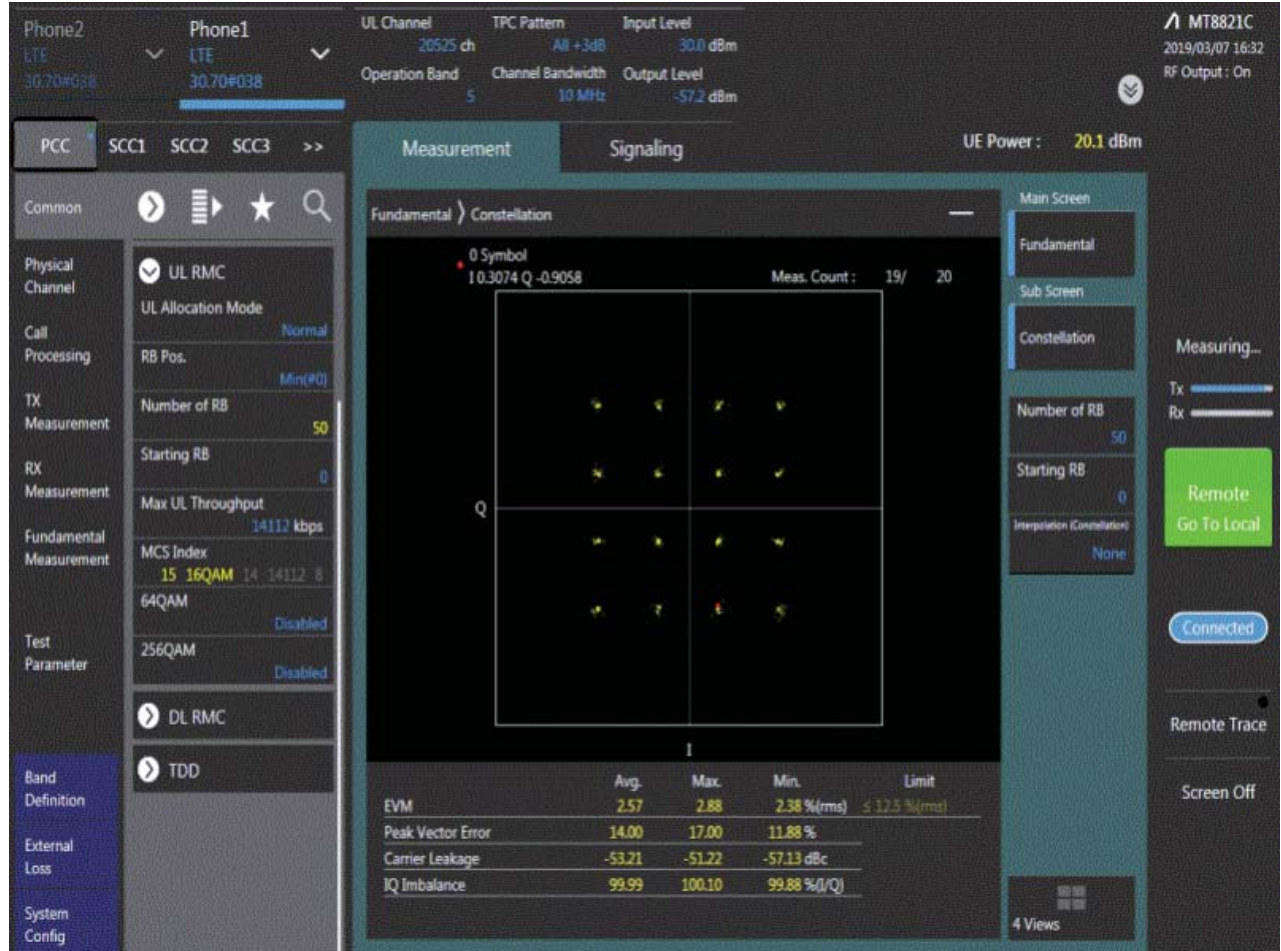 Phone2
LTE
30.70#038
Phone1
LTE
30.70#038
UL Channel
20525 ch
TPC Pattern
All +3dB
Input Level
30.0 dBm
Operation Band
5
Channel Bandwidth
10 MHz
Output Level
-57.2 dBm
MT8821C
2019/03/07 16:32
RF Output : On
PCC SCC1 SCC2 SCC3 >>
Measurement
Signaling
UE Power : 20.1 dBm
Common
Physical
Channel
Call
Processing
TX
Measurement
RX
Measurement
Fundamental
Measurement
Test
Parameter
Band
Definition
External
Loss
System
Config
UL RMC
UL Allocation Mode
Normal
RB Pos.
Min(#0)
Number of RB
50
Starting RB
0
Max UL Throughput
14112 kbps
MCS Index
15 16QAM 14 14112 8
64QAM
Disabled
256QAM
Disabled
DL RMC
TDD
Fundamental 〉 Constellation
0 Symbol
I 0.3074 Q -0.9058
Meas. Count : 19/ 20
Q
I
Avg. Max. Min. Limit
EVM 2.57 2.88 2.38 %(rms) ≤ 12.5 %(rms)
Peak Vector Error 14.00 17.00 11.88 %
Carrier Leakage -53.21 -51.22 -57.13 dBc
IQ Imbalance 99.99 100.10 99.88 %(I/Q)
Main Screen
Fundamental
Sub Screen
Constellation
Number of RB
50
Starting RB
0
Interpolation (Constellation)
None
4 Views
Measuring...
Tx
Rx
Remote
Go To Local
Connected
Remote Trace
Screen Off